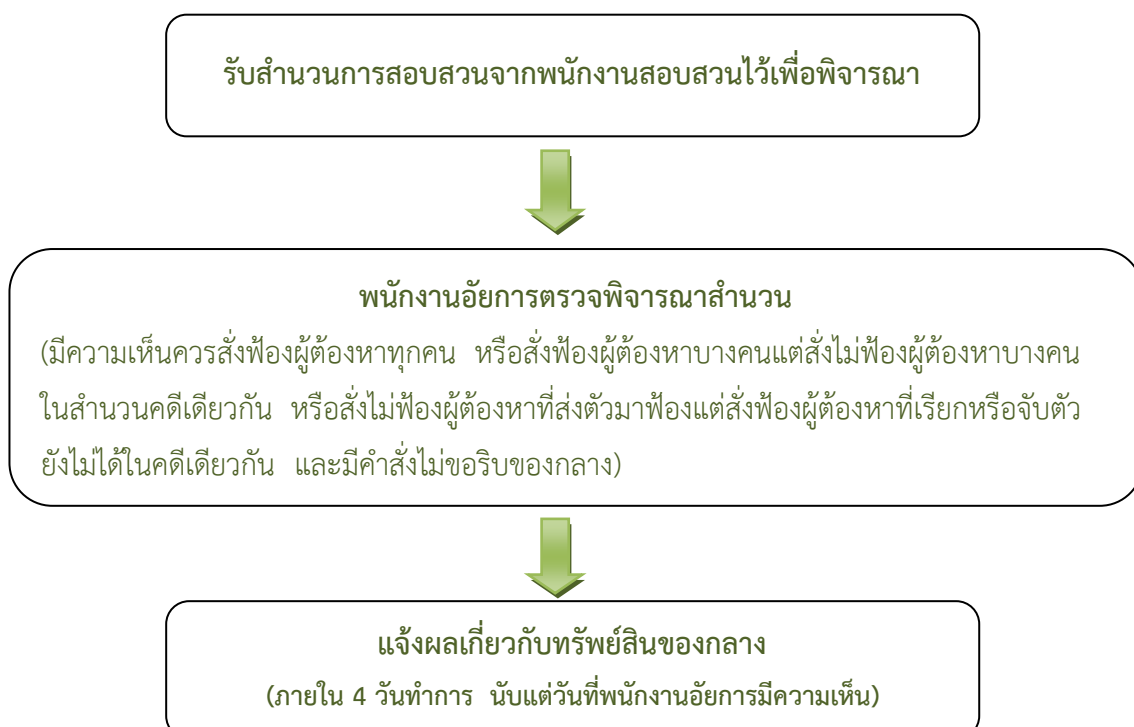 รับสำนวนการสอบสวนจากพนักงานสอบสวนไว้เพื่อพิจารณา
พนักงานอัยการตรวจพิจารณาสำนวน
(มีความเห็นควรสั่งฟ้องผู้ต้องหาทุกคน หรือสั่งฟ้องผู้ต้องหาบางคนแต่สั่งไม่ฟ้องผู้ต้องหาบางคน
ในสำนวนคดีเดียวกัน หรือสั่งไม่ฟ้องผู้ต้องหาที่ส่งตัวมาฟ้องแต่สั่งฟ้องผู้ต้องหาที่เรียกหรือจับตัว
ยังไม่ได้ในคดีเดียวกัน และมีคำสั่งไม่ขอริบของกลาง)
แจ้งผลเกี่ยวกับทรัพย์สินของกลาง
(ภายใน 4 วันทำการ นับแต่วันที่พนักงานอัยการมีความเห็น)